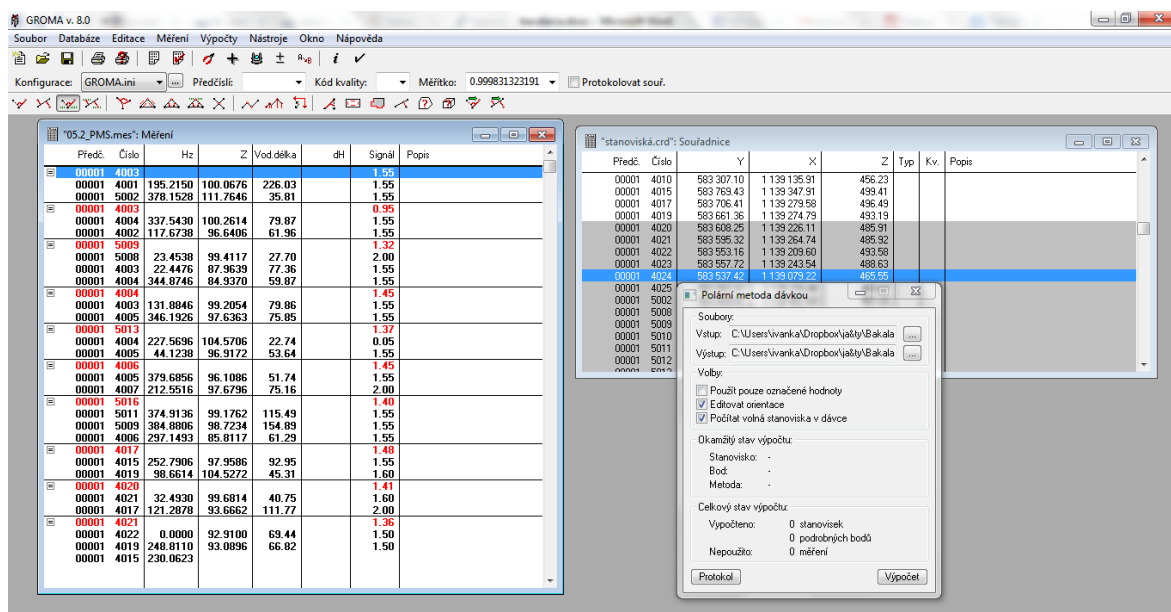 GROMA v. 8.0
Soubor Databáze Editace Měření Výpočty Nástroje Okno Nápověda
Konfigurace: GROMA.ini ... Předčíslí: Kód kvality: Měřítko: 0.999831323191 Protokolovat souř.
"05.2_PMS.mes": Měření
Předč. Číslo Hz Z Vod.délka dH Signál Popis
00001 4003 1.55
00001 4001 195.2150 100.0676 226.03 1.55
00001 5002 378.1528 111.7646 35.81 1.55
00001 4003 0.95
00001 4004 337.5430 100.2614 79.87 1.55
00001 4002 117.6738 96.6406 61.96 1.55
00001 5009 1.32
00001 5008 23.4538 99.4117 27.70 2.00
00001 4003 22.4476 87.9639 77.36 1.55
00001 4004 344.8746 84.9370 59.87 1.55
00001 4004 1.45
00001 4003 131.8846 99.2054 79.86 1.55
00001 4005 346.1926 97.6363 75.85 1.55
00001 5013 1.37
00001 4004 227.5696 104.5706 22.74 0.05
00001 4005 44.1238 96.9172 53.64 1.55
00001 4006 1.45
00001 4005 379.6856 96.1086 51.74 1.55
00001 4007 212.5516 97.6796 75.16 2.00
00001 5016 1.40
00001 5011 374.9136 99.1762 115.49 1.55
00001 5009 384.8806 98.7234 154.89 1.55
00001 4006 297.1493 85.8117 61.29 1.55
00001 4017 1.48
00001 4015 252.7906 97.9586 92.95 1.55
00001 4019 98.6614 104.5272 45.31 1.60
00001 4020 1.41
00001 4021 32.4930 99.6814 40.75 1.60
00001 4017 121.2878 93.6662 111.77 2.00
00001 4021 1.36
00001 4022 0.0000 92.9100 69.44 1.50
00001 4019 248.8110 93.0896 66.82 1.50
00001 4015 230.0623
"stanoviská.crd": Souřadnice
Předč. Číslo Y X Z Typ Kv. Popis
00001 4010 583 307.10 1 139 135.91 456.23
00001 4015 583 769.43 1 139 347.91 499.41
00001 4017 583 706.41 1 139 279.58 496.49
00001 4019 583 661.36 1 139 274.79 493.19
00001 4020 583 608.25 1 139 226.11 485.91
00001 4021 583 595.32 1 139 264.74 485.92
00001 4022 583 553.16 1 139 209.60 493.58
00001 4023 583 557.72 1 139 243.54 488.63
00001 4024 583 537.42 1 139 079.22 465.55
00001 4025
00001 5002
00001 5008
00001 5009
00001 5010
00001 5011
00001 5012
00001 5013
Polární metoda dávkou
Soubory:
Vstup: C:\Users\ivanka\Dropbox\ja&ty\Bakala ...
Výstup: C:\Users\ivanka\Dropbox\ja&ty\Bakala ...
Volby:
Použít pouze označené hodnoty
Editovat orientace
Počítat volná stanoviska v dávce
Okamžitý stav výpočtu:
Stanovisko: -
Bod: -
Metoda: -
Celkový stav výpočtu:
Vypočteno: 0 stanovisek
0 podrobných bodů
Nepoužito: 0 měření
Protokol Výpočet